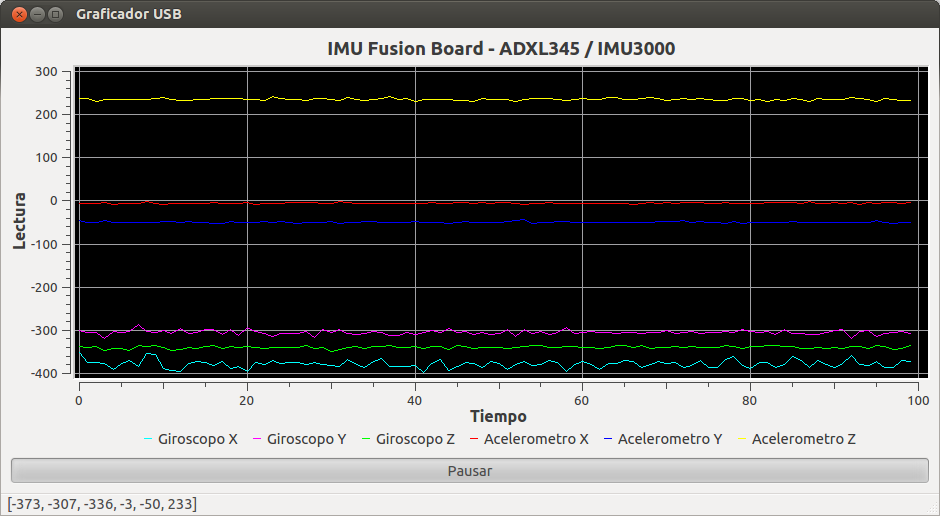 Graficador USB
IMU Fusion Board - ADXL345 / IMU3000
300
200
100
0
-100
-200
-300
-400
Lectura
0 20 40 60 80 100
Tiempo
Giroscopo X Giroscopo Y Giroscopo Z Acelerometro X Acelerometro Y Acelerometro Z
Pausar
[-373, -307, -336, -3, -50, 233]